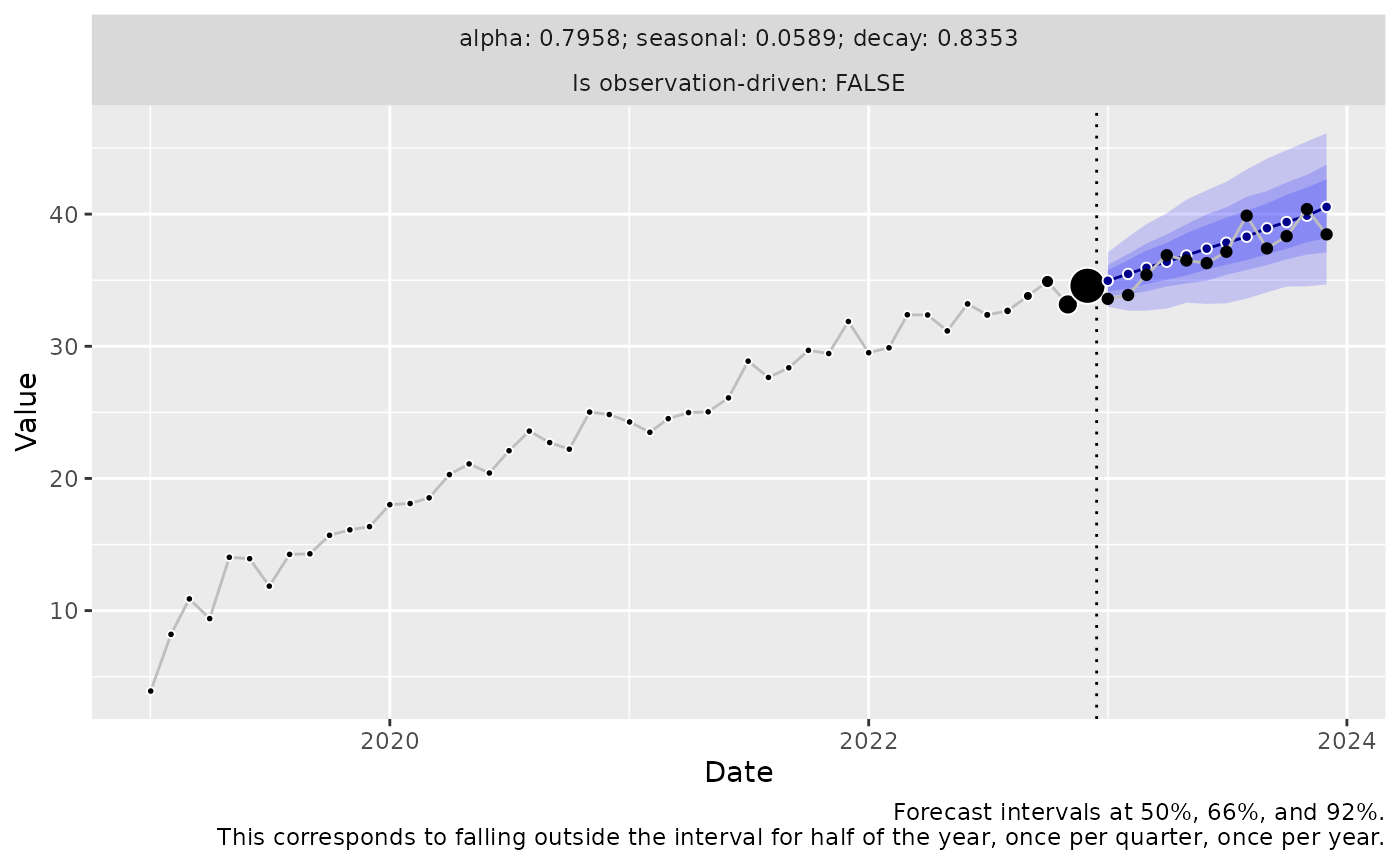 alpha: 0.7958; seasonal: 0.0589; decay: 0.8353
Is observation-driven: FALSE
40
30
20
10
Value
2020
2022
2024
Date
Forecast intervals at 50%, 66%, and 92%.
This corresponds to falling outside the interval for half of the year, once per quarter, once per year.